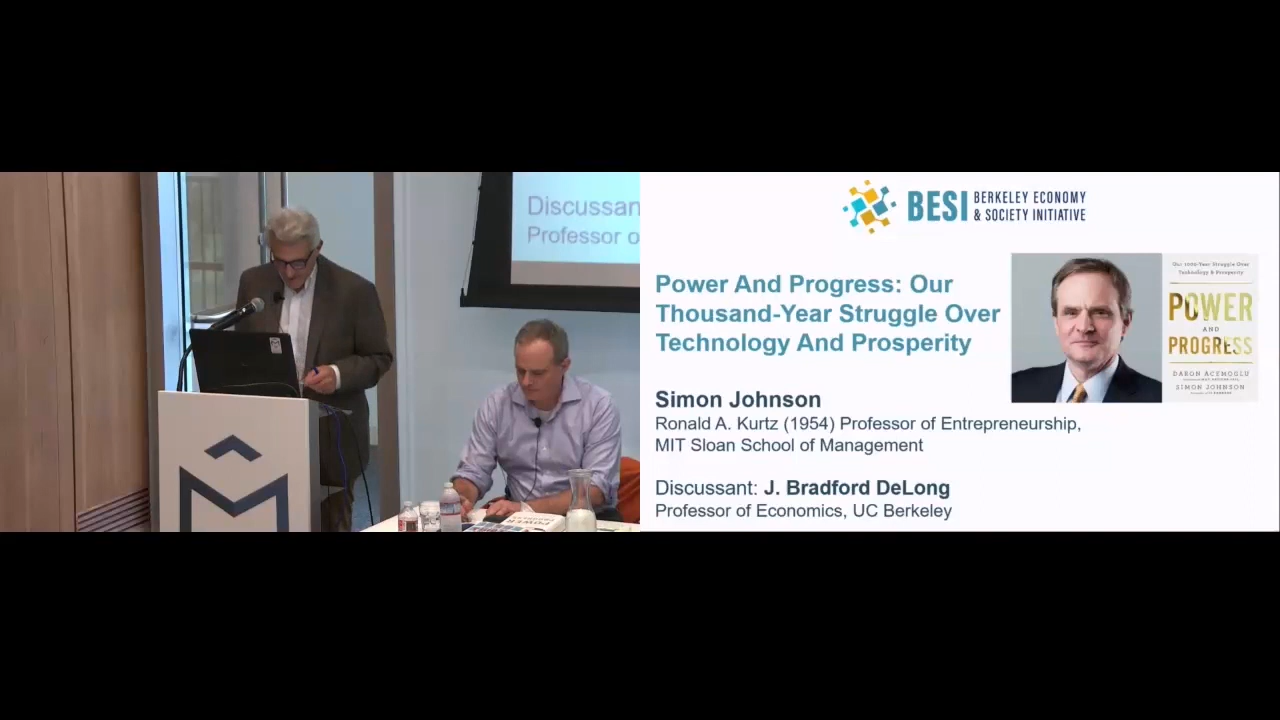 Discussan
Professor o
BESI BERKELEY ECONOMY
& SOCIETY INITIATIVE
Power And Progress: Our
Thousand-Year Struggle Over
Technology And Prosperity
Our 1000-Year Struggle Over
Technology & Prosperity
POWER
AND
PROGRESS
DARON ACEMOGLU
SIMON JOHNSON
Simon Johnson
Ronald A. Kurtz (1954) Professor of Entrepreneurship,
MIT Sloan School of Management
Discussant: J. Bradford DeLong
Professor of Economics, UC Berkeley